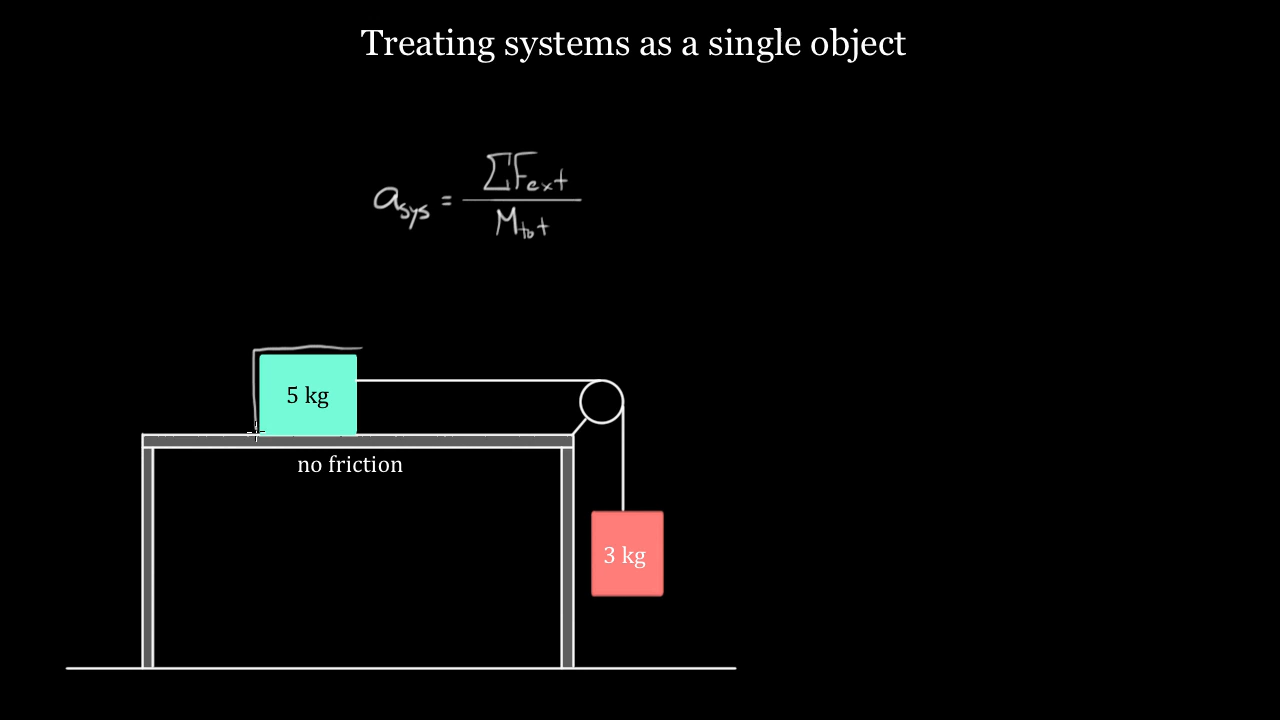 Treating systems as a single object
a_sys = ΣF_ext / M_tot
5 kg
no friction
3 kg